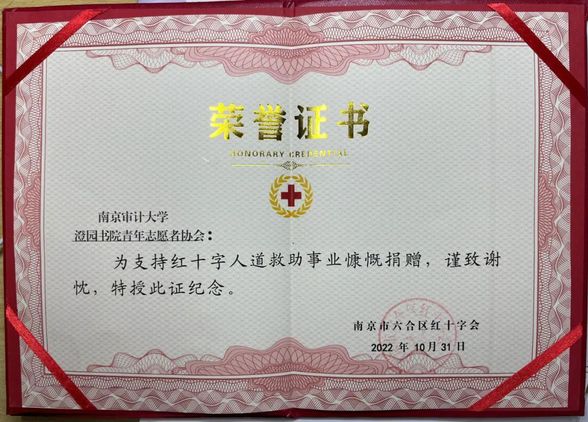 荣誉证书
HONORARY CREDENTIAL
南京审计大学
澄园书院青年志愿者协会：
为支持红十字人道救助事业慷慨捐赠，谨致谢
忱，特授此证纪念。
南京市六合区红十字会
2022 年 10 月 31 日